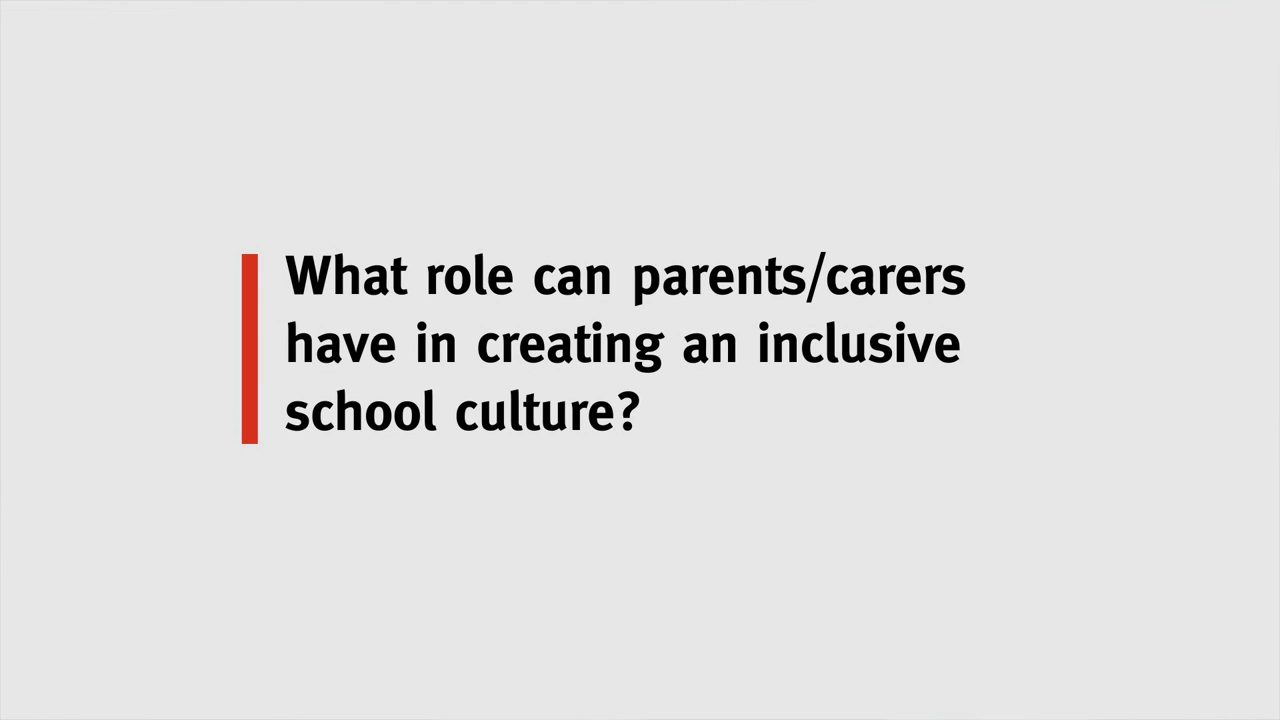 What role can parents/carers
have in creating an inclusive
school culture?